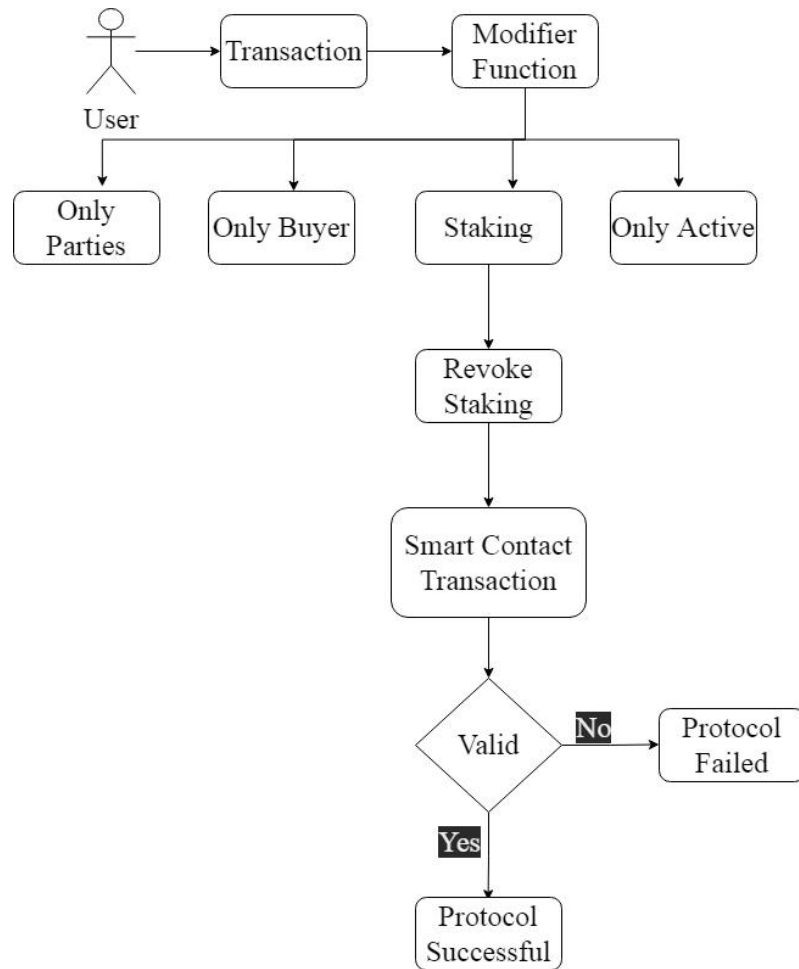 Transaction
Modifier
Function
User
Only
Parties
Only Buyer
Staking
Only Active
Revoke
Staking
Smart Contact
Transaction
Valid
No
Protocol
Failed
Yes
Protocol
Successful